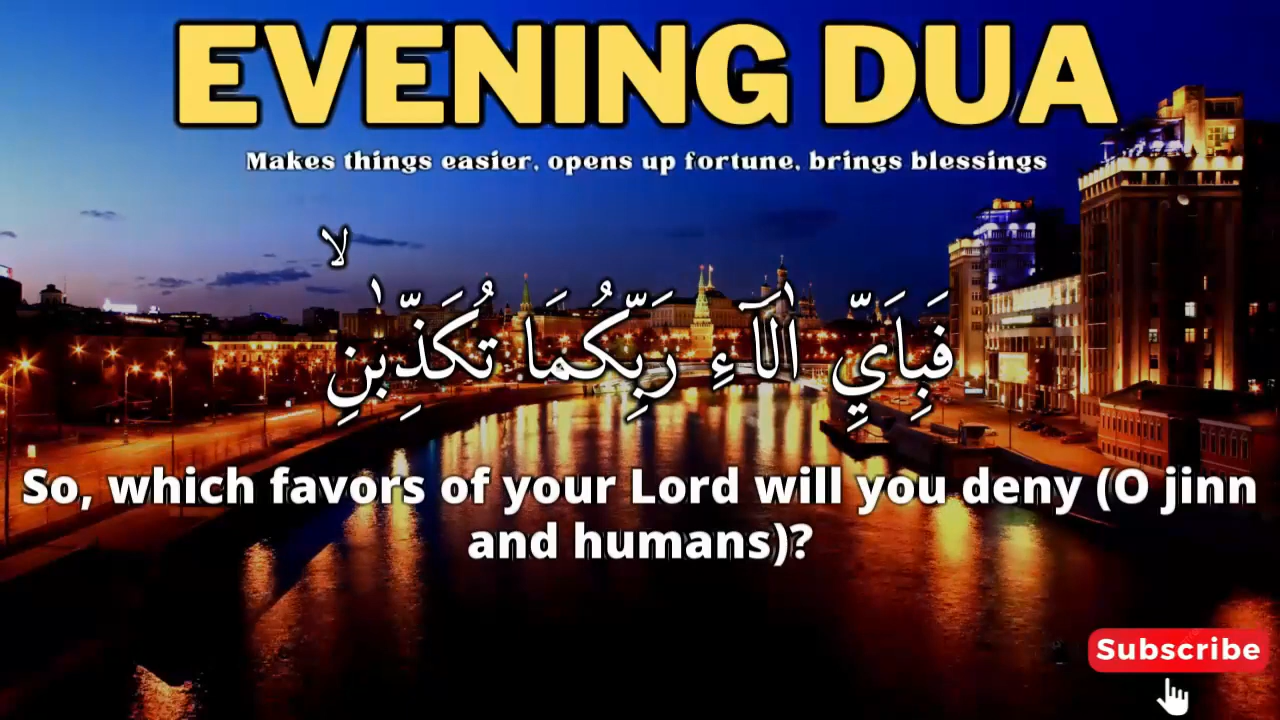 EVENING DUA
Makes things easier, opens up fortune, brings blessings
فَبِاَيِّ اٰلَآءِ رَبِّكُمَا تُكَذِّبٰنِۙ
So, which favors of your Lord will you deny (O jinn
and humans)?
Subscribe